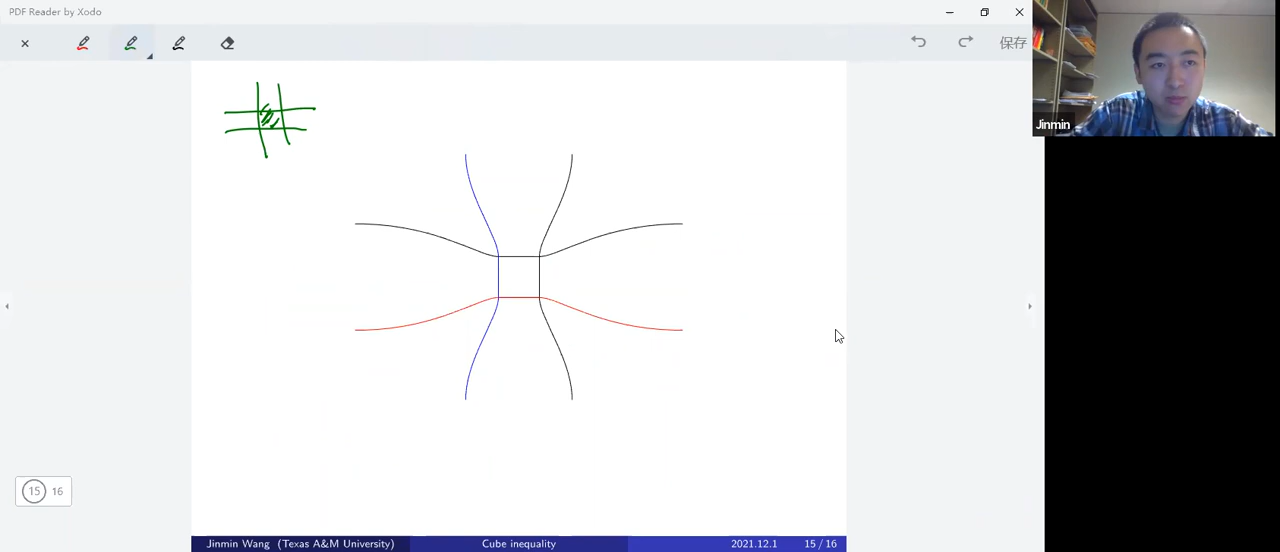 PDF Reader by Xodo
保存
Jinmin
15 16
Jinmin Wang (Texas A&M University) Cube inequality 2021.12.1 15 / 16